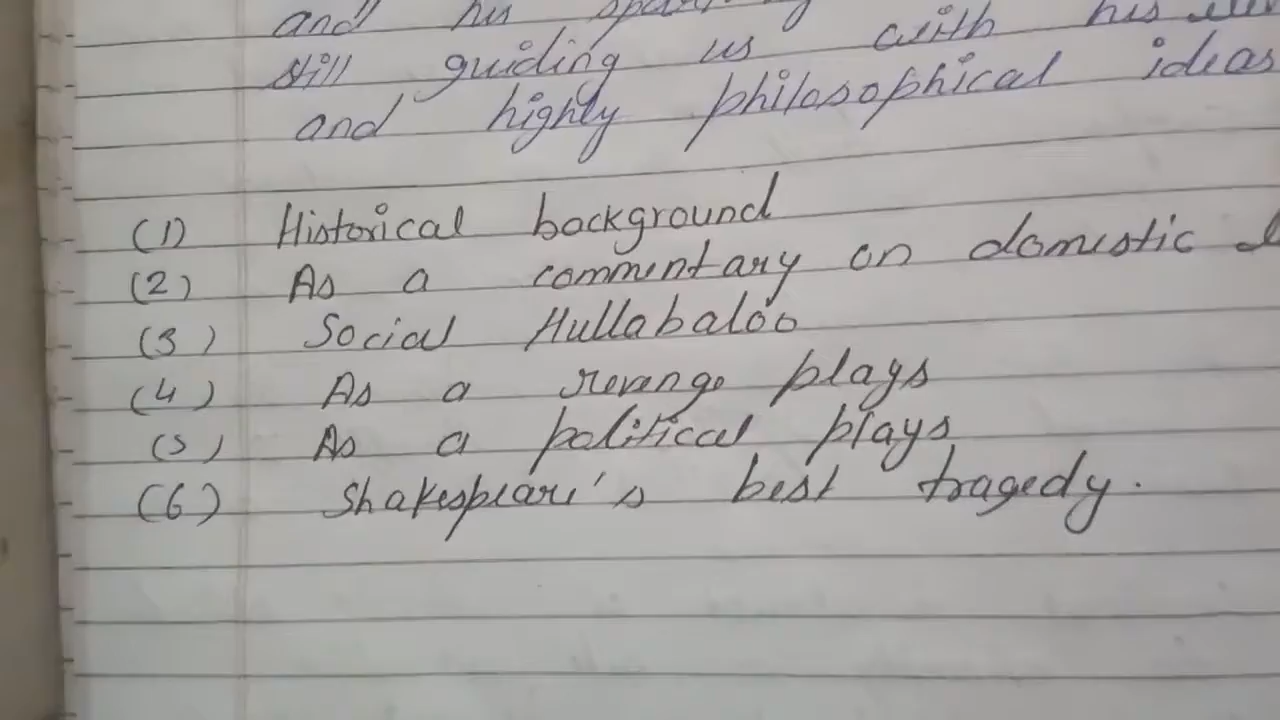 and his
still guiding us with his
and highly philosophical ideas
(1) Historical background
(2) As a commentary on domestic
(3) Social Hullabaloo
(4) As a revenge plays
(5) As a political plays
(6) Shakespeare's best tragedy.